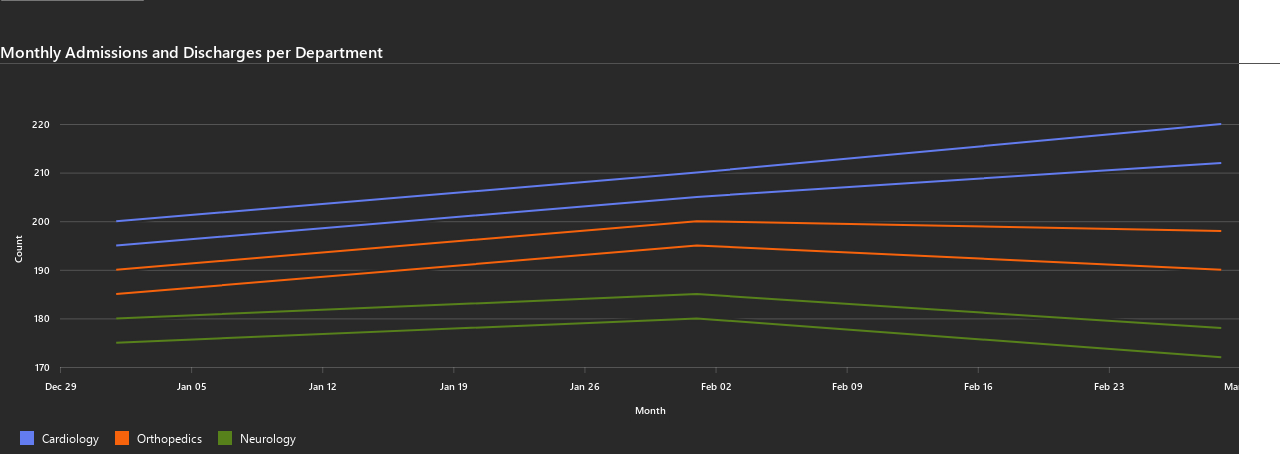 Monthly Admissions and Discharges per Department
220
210
200
190
180
170
Count
Dec 29 Jan 05 Jan 12 Jan 19 Jan 26 Feb 02 Feb 09 Feb 16 Feb 23 Ma
Month
Cardiology Orthopedics Neurology